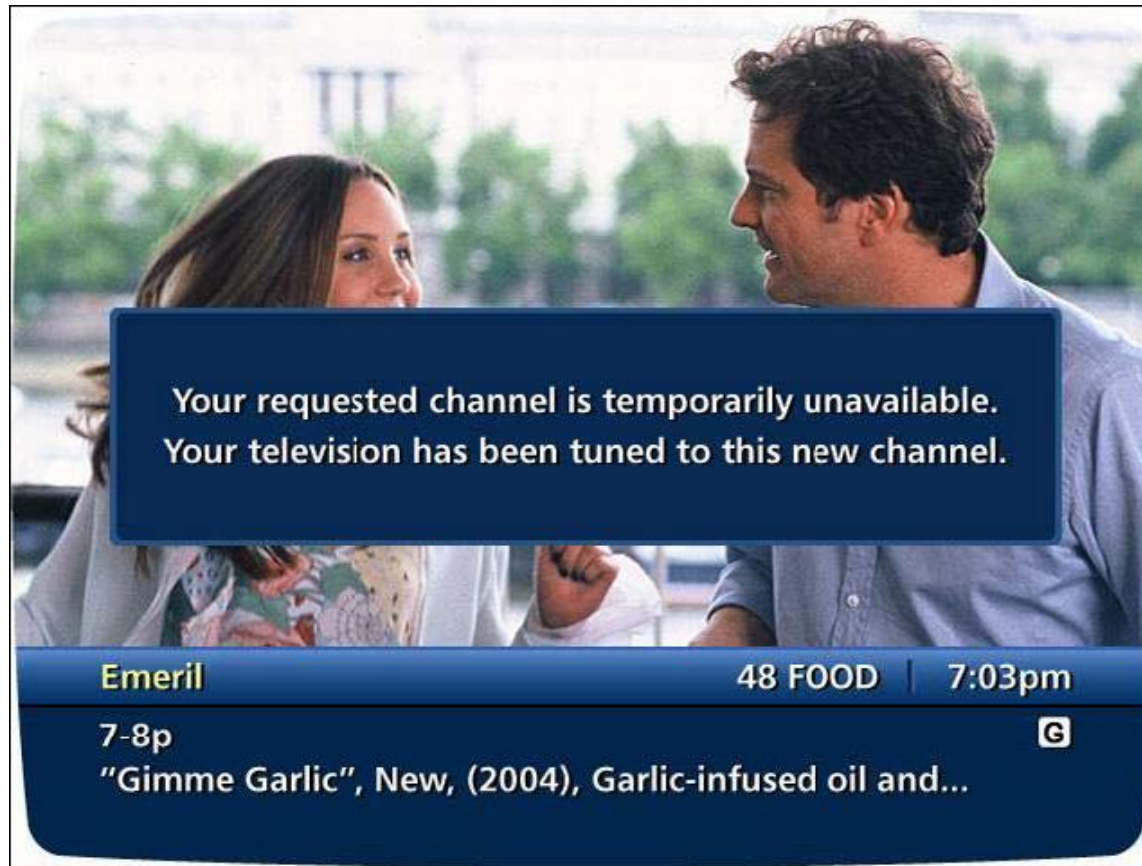 Your requested channel is temporarily unavailable.
Your television has been tuned to this new channel.
Emeril 48 FOOD | 7:03pm
7-8p G
"Gimme Garlic", New, (2004), Garlic-infused oil and...